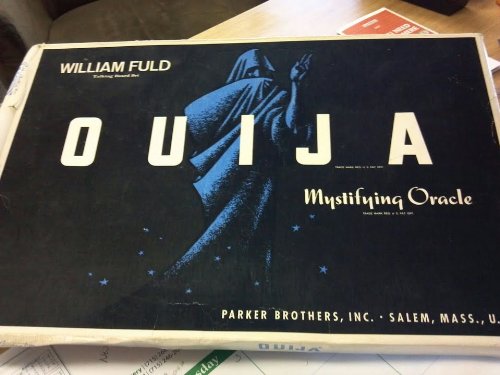 WILLIAM FULD
Talking Board Set
OUIJA
TRADE MARK REG. U.S. PAT. OFF.
Mystifying Oracle
TRADE MARK REG. U.S. PAT. OFF.
PARKER BROTHERS, INC. · SALEM, MASS., U.
OUIJA